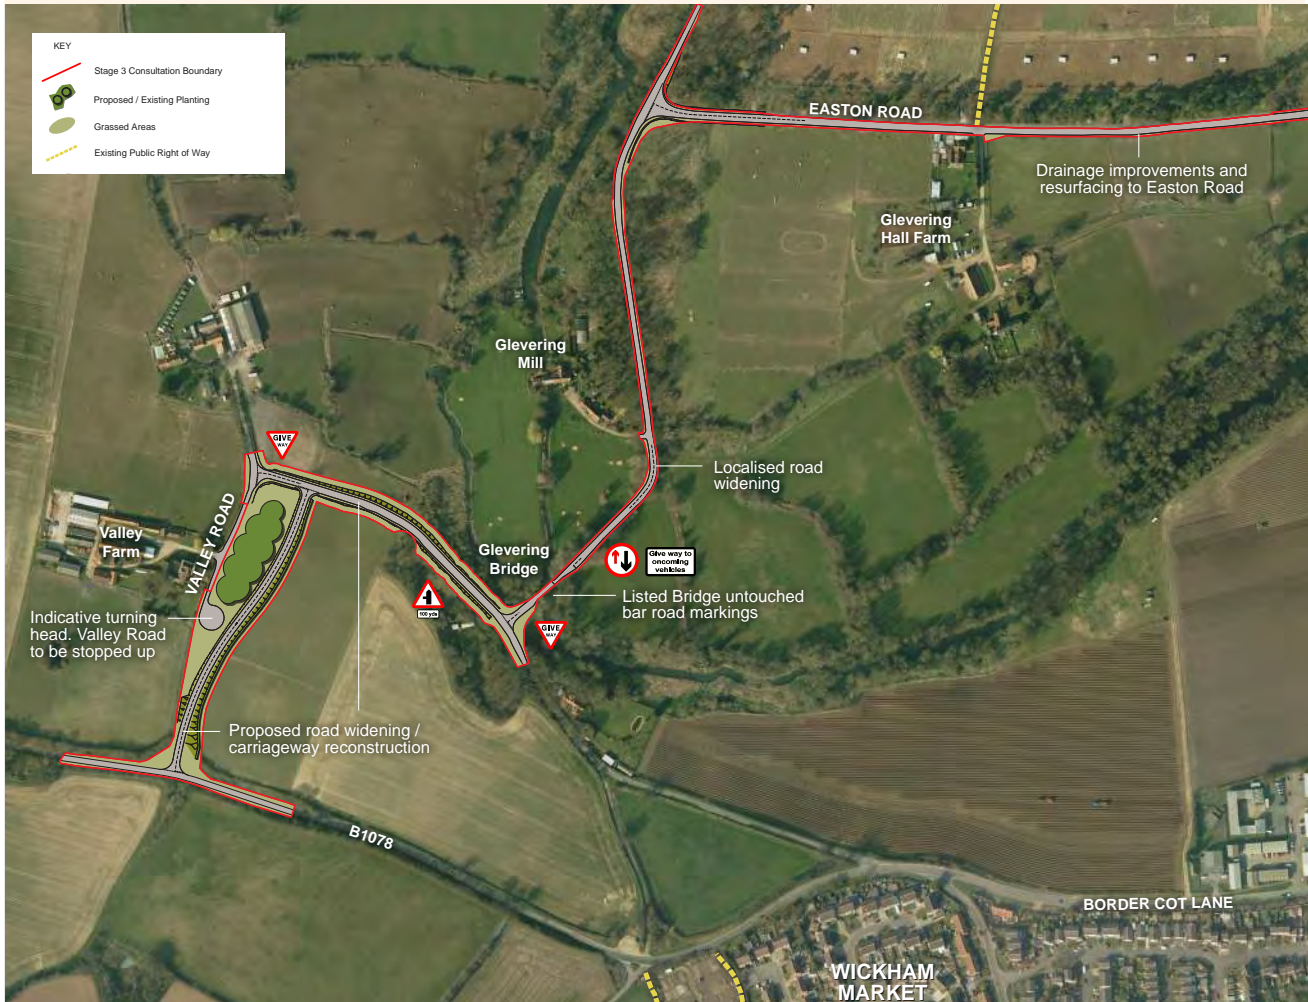 KEY
Stage 3 Consultation Boundary
Proposed / Existing Planting
Grassed Areas
Existing Public Right of Way
EASTON ROAD
Drainage improvements and
resurfacing to Easton Road
Glevering
Hall Farm
Glevering
Mill
GIVE
WAY
Localised road
widening
VALLEY ROAD
Valley
Farm
Glevering
Bridge
Give way to
oncoming
vehicles
100 yds
Listed Bridge untouched
bar road markings
GIVE
WAY
Indicative turning
head. Valley Road
to be stopped up
Proposed road widening /
carriageway reconstruction
B1078
BORDER COT LANE
WICKHAM
MARKET